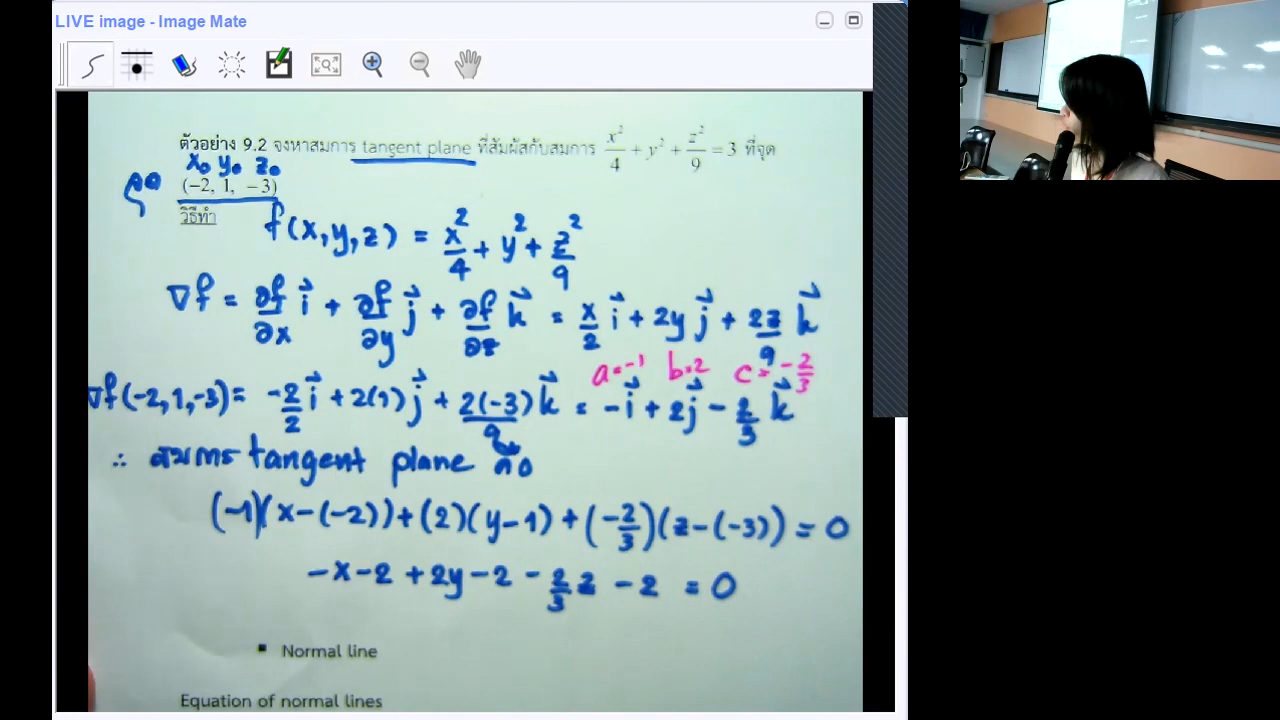 LIVE image - Image Mate
ตัวอย่าง 9.2 จงหาสมการ tangent plane ที่สัมผัสกับสมการ x²/4 + y² + z²/9 = 3 ที่จุด
x₀ y₀ z₀
(−2, 1, −3)
วิธีทำ
f(x,y,z) = x²/4 + y² + z²/9
∇f = ∂f/∂x i⃗ + ∂f/∂y j⃗ + ∂f/∂z k⃗ = x/2 i⃗ + 2y j⃗ + 2z/9 k⃗
a=-1 b=2 c=-2/3
∇f(-2,1,-3) = -2/2 i⃗ + 2(1) j⃗ + 2(-3)/9 k⃗ = -i⃗ + 2j⃗ - 2/3 k⃗
∴ สมการ tangent plane คือ
(-1)(x-(-2)) + (2)(y-1) + (-2/3)(z-(-3)) = 0
-x-2 + 2y-2 - 2/3 z - 2 = 0
▪ Normal line
Equation of normal lines